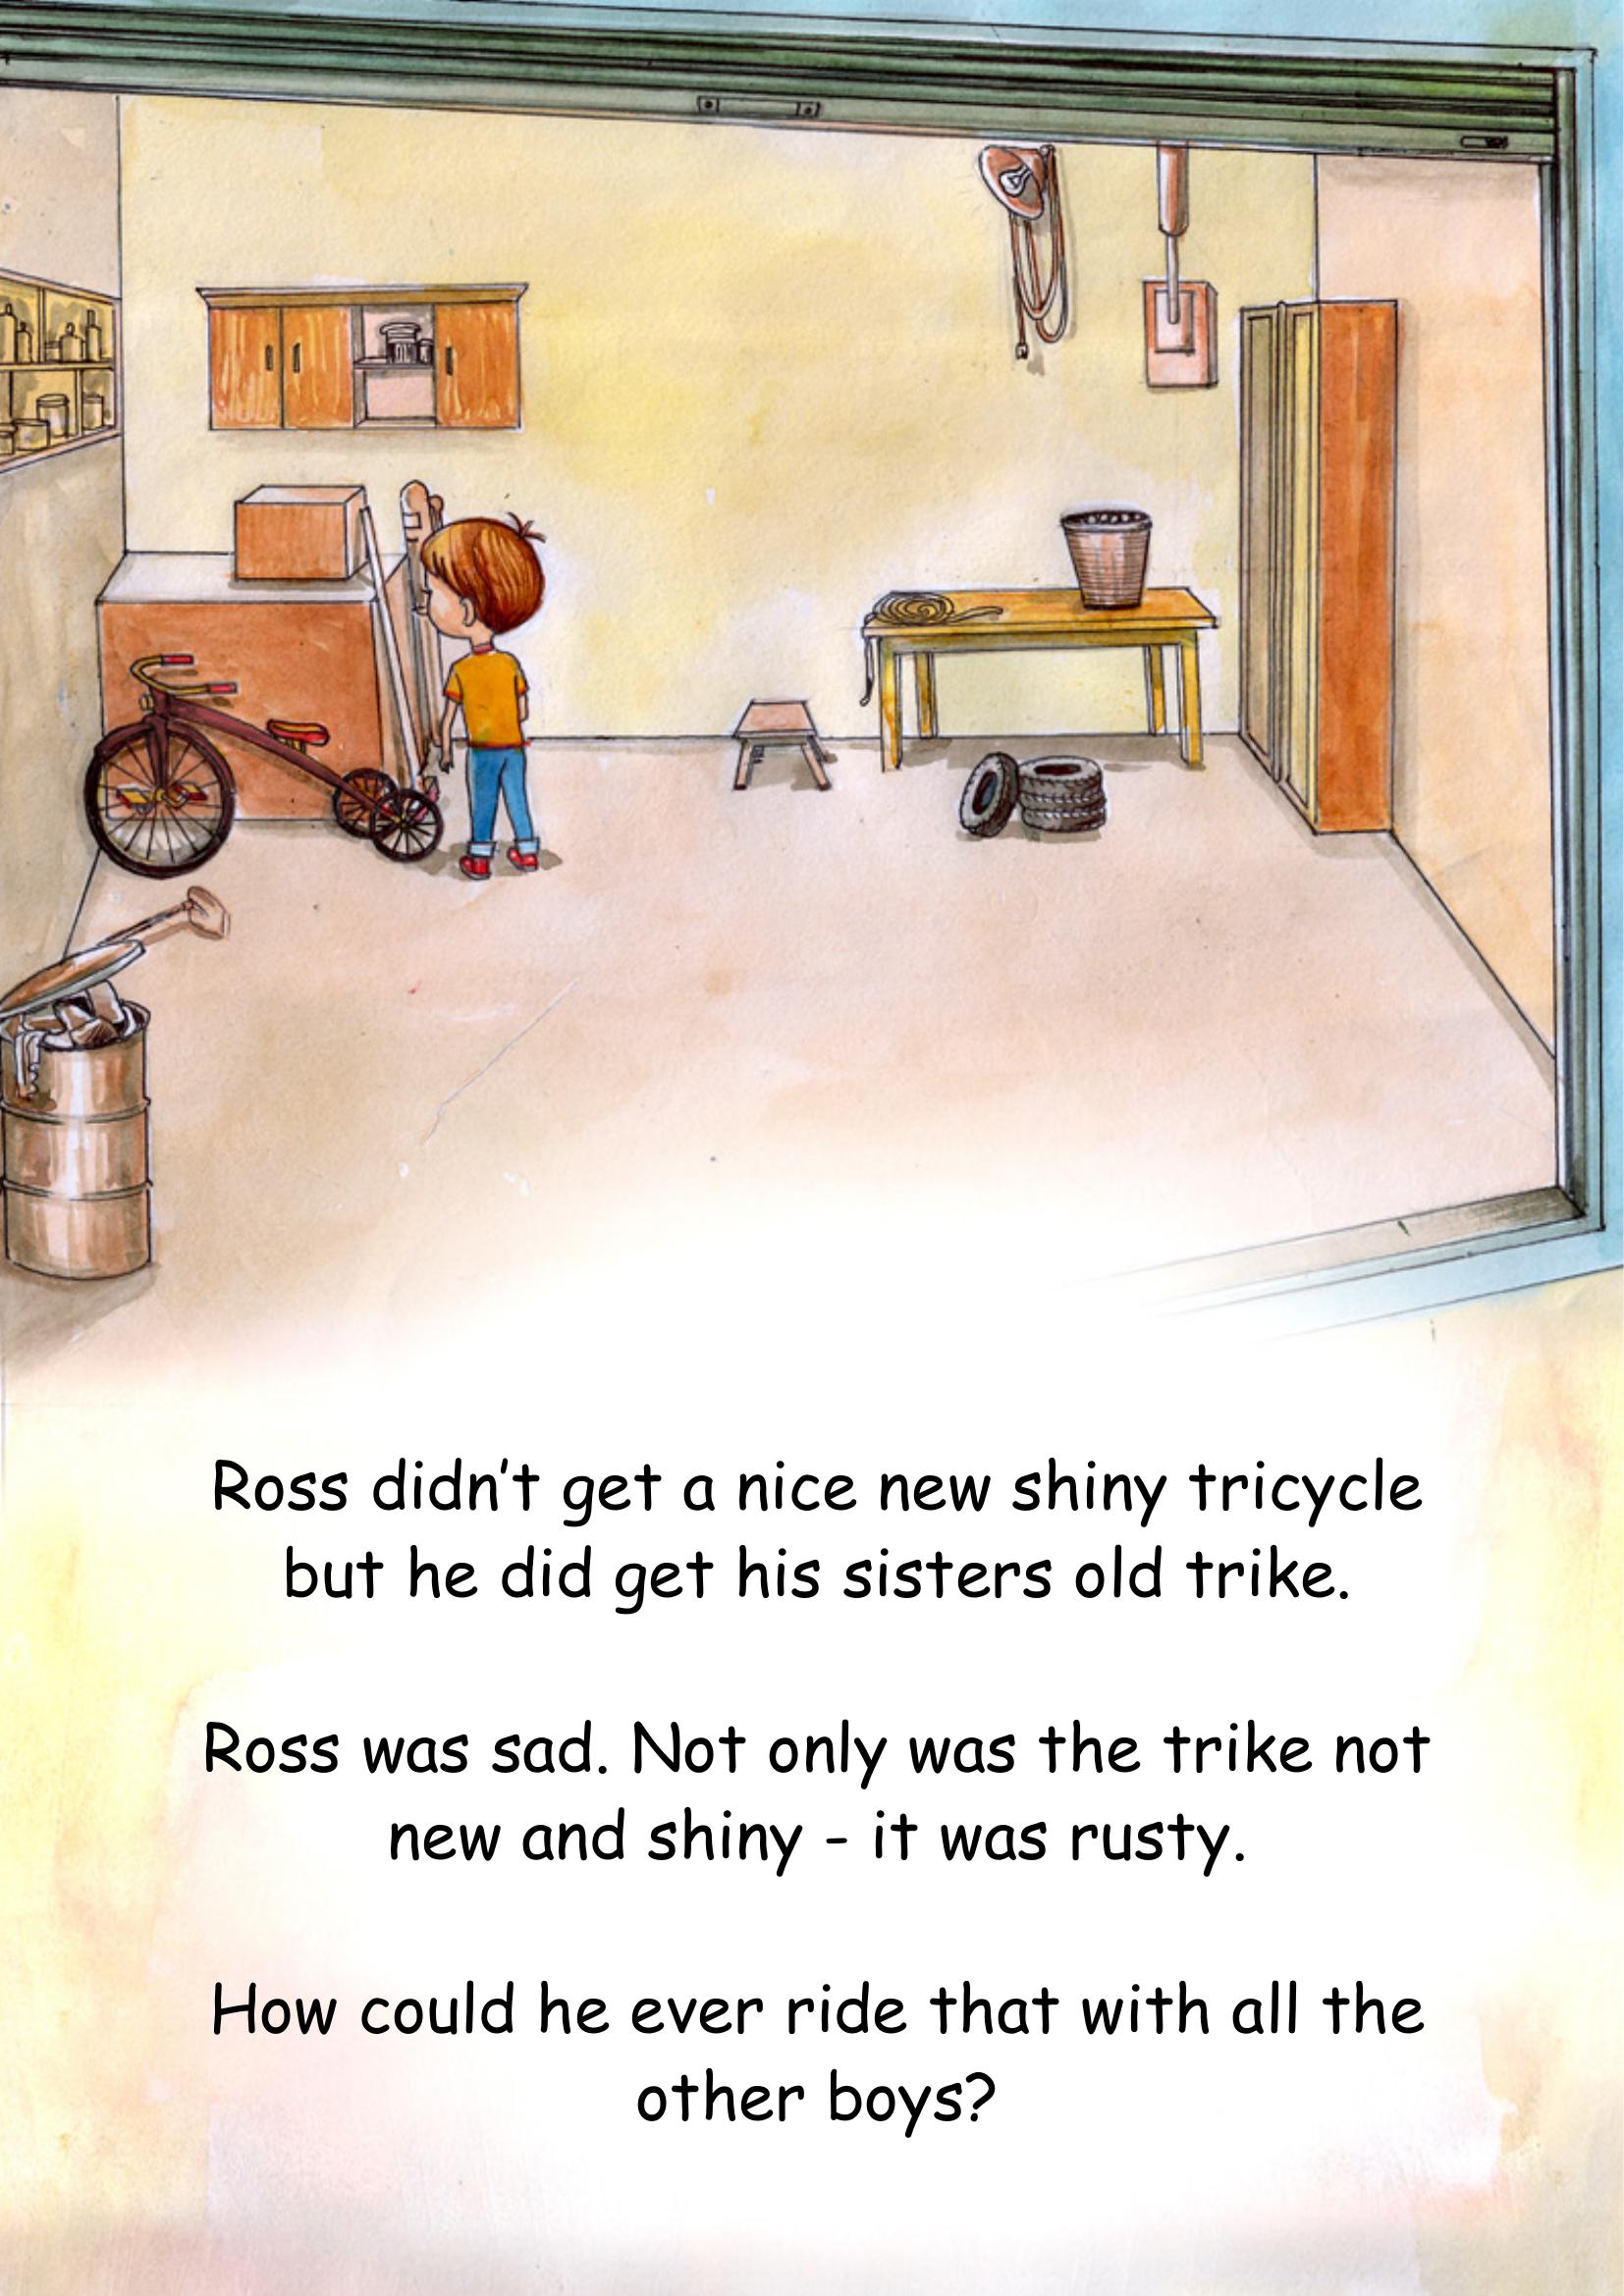 Ross didn’t get a nice new shiny tricycle
but he did get his sisters old trike.
Ross was sad. Not only was the trike not
new and shiny - it was rusty.
How could he ever ride that with all the
other boys?